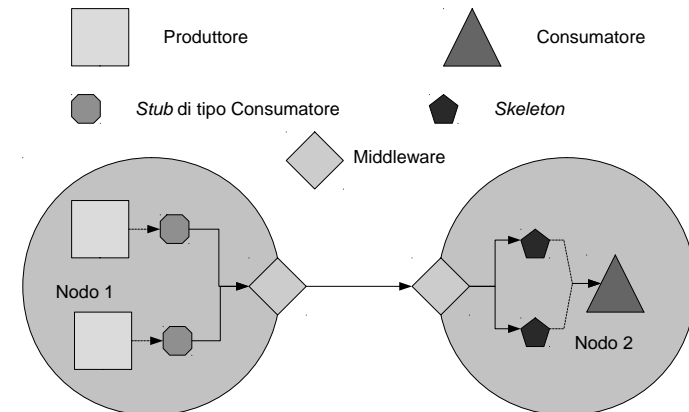 Produttore
Consumatore
Stub di tipo Consumatore
Skeleton
Middleware
Nodo 1
Nodo 2